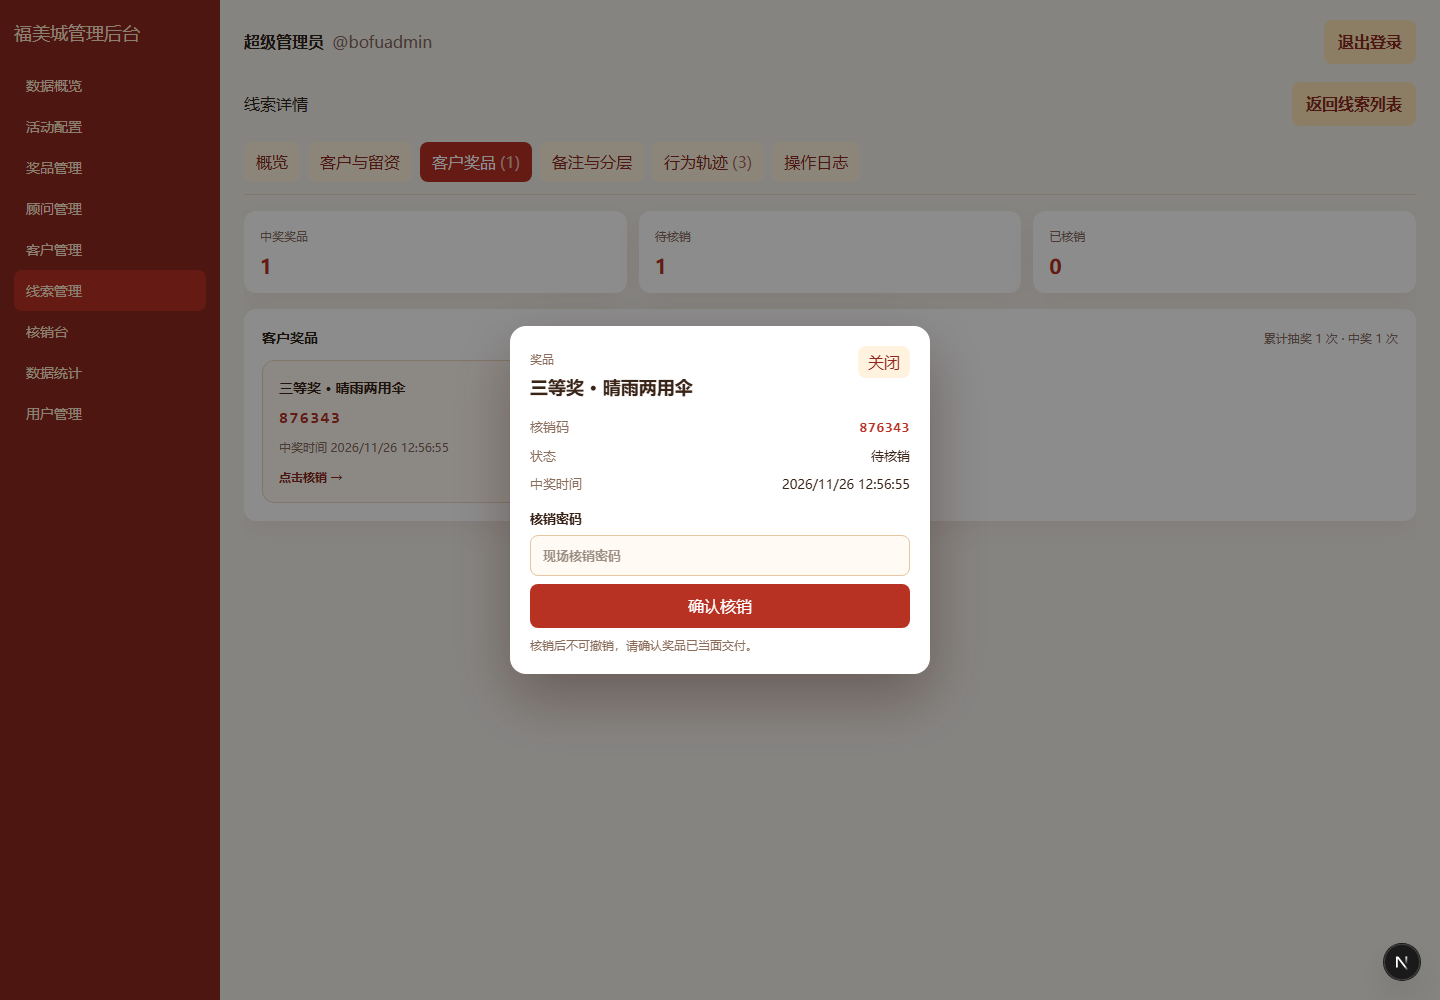 福美城管理后台
数据概览
活动配置
奖品管理
顾问管理
客户管理
线索管理
核销台
数据统计
用户管理
超级管理员 @bofuadmin
退出登录
线索详情
返回线索列表
概览 客户与留资 客户奖品 (1) 备注与分层 行为轨迹 (3) 操作日志
中奖奖品
1
待核销
1
已核销
0
客户奖品
累计抽奖 1 次 · 中奖 1 次
三等奖 • 晴雨两用伞
876343
中奖时间 2026/11/26 12:56:55
点击核销 →
奖品
关闭
三等奖 • 晴雨两用伞
核销码 876343
状态 待核销
中奖时间 2026/11/26 12:56:55
核销密码
现场核销密码
确认核销
核销后不可撤销，请确认奖品已当面交付。
N